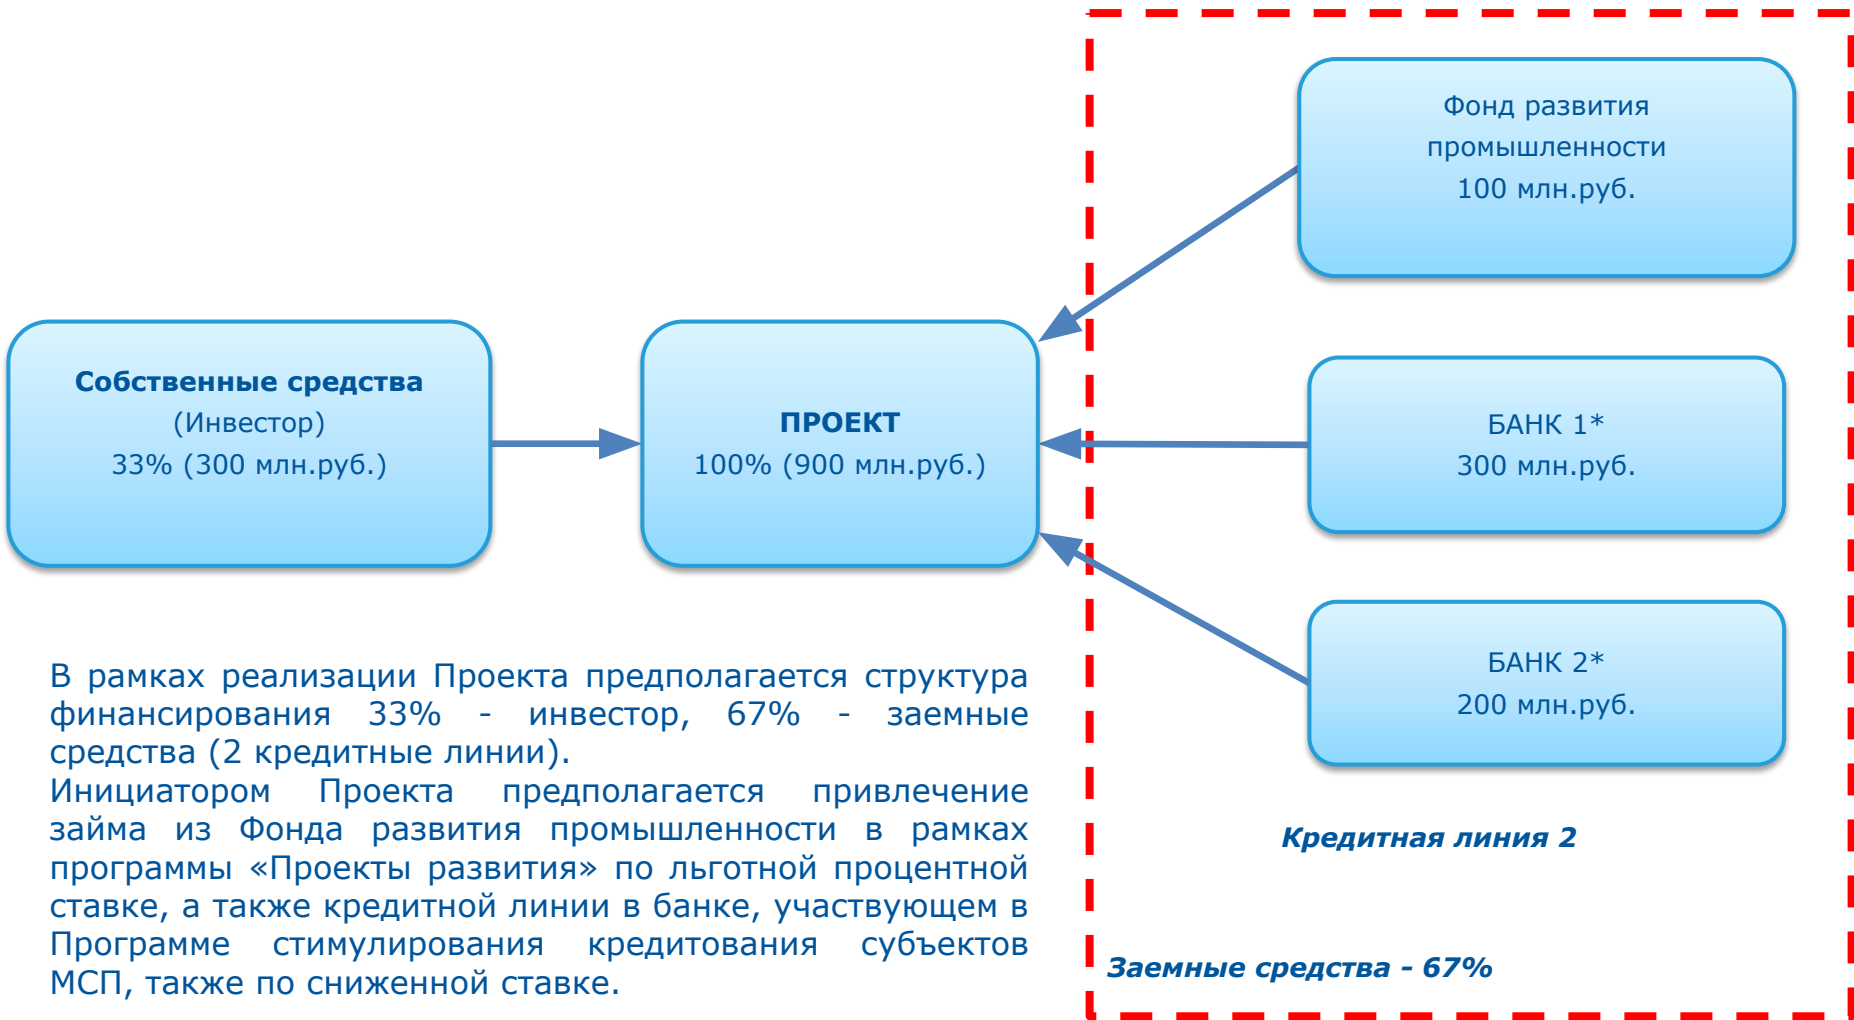 Фонд развития
промышленности
100 млн.руб.
Собственные средства
(Инвестор)
33% (300 млн.руб.)
ПРОЕКТ
100% (900 млн.руб.)
БАНК 1*
300 млн.руб.
БАНК 2*
200 млн.руб.
В рамках реализации Проекта предполагается структура
финансирования 33% - инвестор, 67% - заемные
средства (2 кредитные линии).
Инициатором Проекта предполагается привлечение
займа из Фонда развития промышленности в рамках
программы «Проекты развития» по льготной процентной
ставке, а также кредитной линии в банке, участвующем в
Программе стимулирования кредитования субъектов
МСП, также по сниженной ставке.
Кредитная линия 2
Заемные средства – 67%